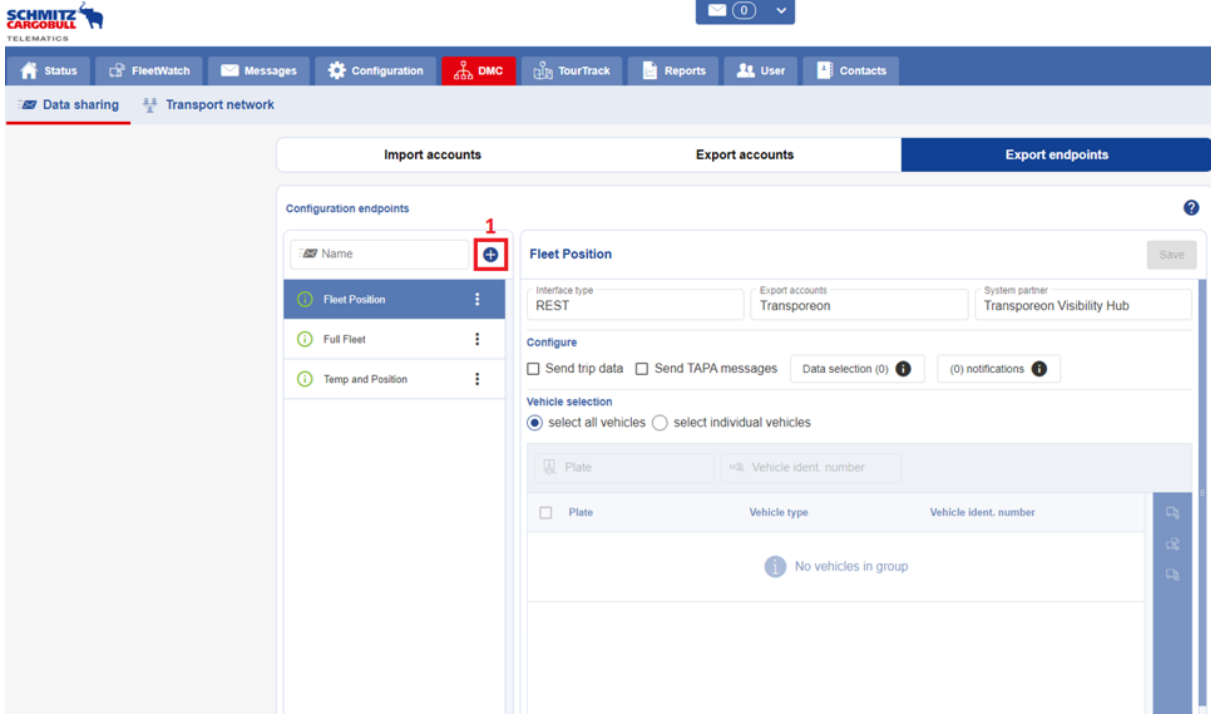 SCHMITZ
CARGOBULL
TELEMATICS
0
Status FleetWatch Messages Configuration DMC TourTrack Reports User Contacts
Data sharing Transport network
Import accounts Export accounts Export endpoints
Configuration endpoints
1
Name
Fleet Position
Save
Fleet Position
Full Fleet
Temp and Position
Interface type Export accounts System partner
REST Transporeon Transporeon Visibility Hub
Configure
Send trip data Send TAPA messages Data selection (0) (0) notifications
Vehicle selection
select all vehicles select individual vehicles
Plate Vehicle ident. number
Plate Vehicle type Vehicle ident. number
No vehicles in group